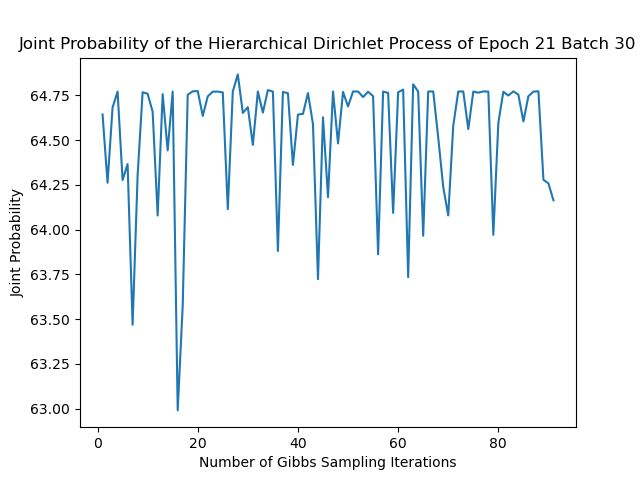 Joint Probability of the Hierarchical Dirichlet Process of Epoch 21 Batch 30
64.75
64.50
64.25
64.00
63.75
63.50
63.25
63.00
Joint Probability
0 20 40 60 80
Number of Gibbs Sampling Iterations